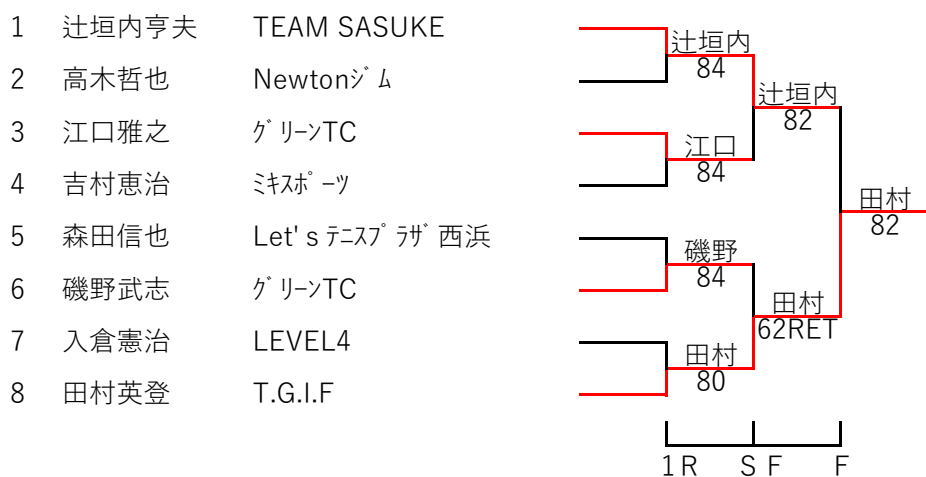 1 辻垣内亨夫 TEAM SASUKE
2 高木哲也 Newtonｼﾞﾑ
3 江口雅之 ｸﾞﾘｰﾝTC
4 吉村恵治 ﾐｷｽﾎﾟｰﾂ
5 森田信也 Let's ﾃﾆｽﾌﾟﾗｻﾞ西浜
6 磯野武志 ｸﾞﾘｰﾝTC
7 入倉憲治 LEVEL4
8 田村英登 T.G.I.F
辻垣内
84
江口
84
磯野
84
田村
80
辻垣内
82
田村
62RET
田村
82
1R SF F